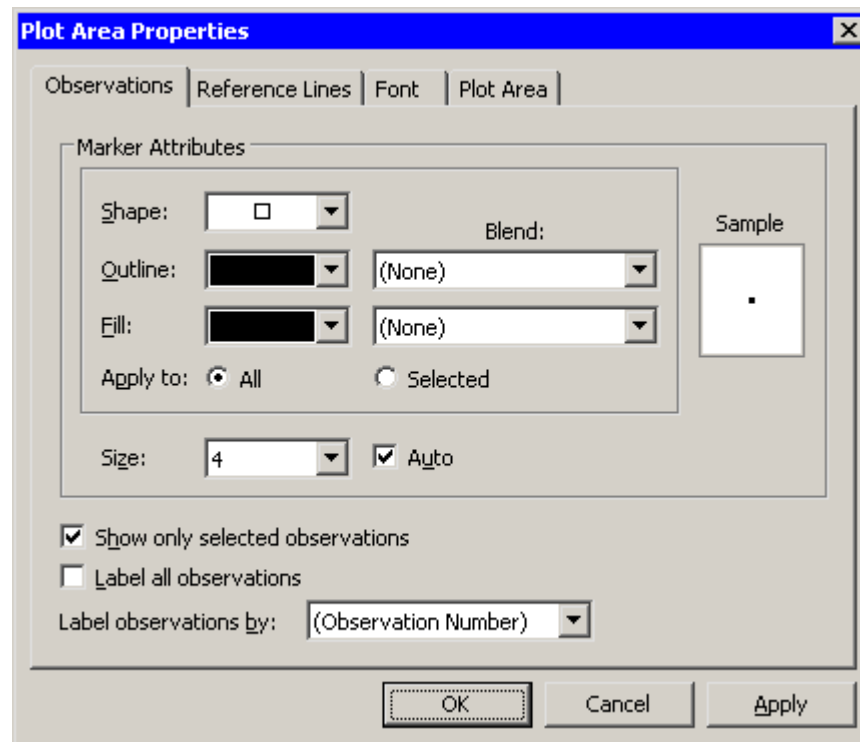 Plot Area Properties
Observations Reference Lines Font Plot Area
Marker Attributes
Shape:
Blend:
Sample
Outline: (None)
Fill: (None)
Apply to: All Selected
Size: 4 Auto
Show only selected observations
Label all observations
Label observations by: (Observation Number)
OK Cancel Apply